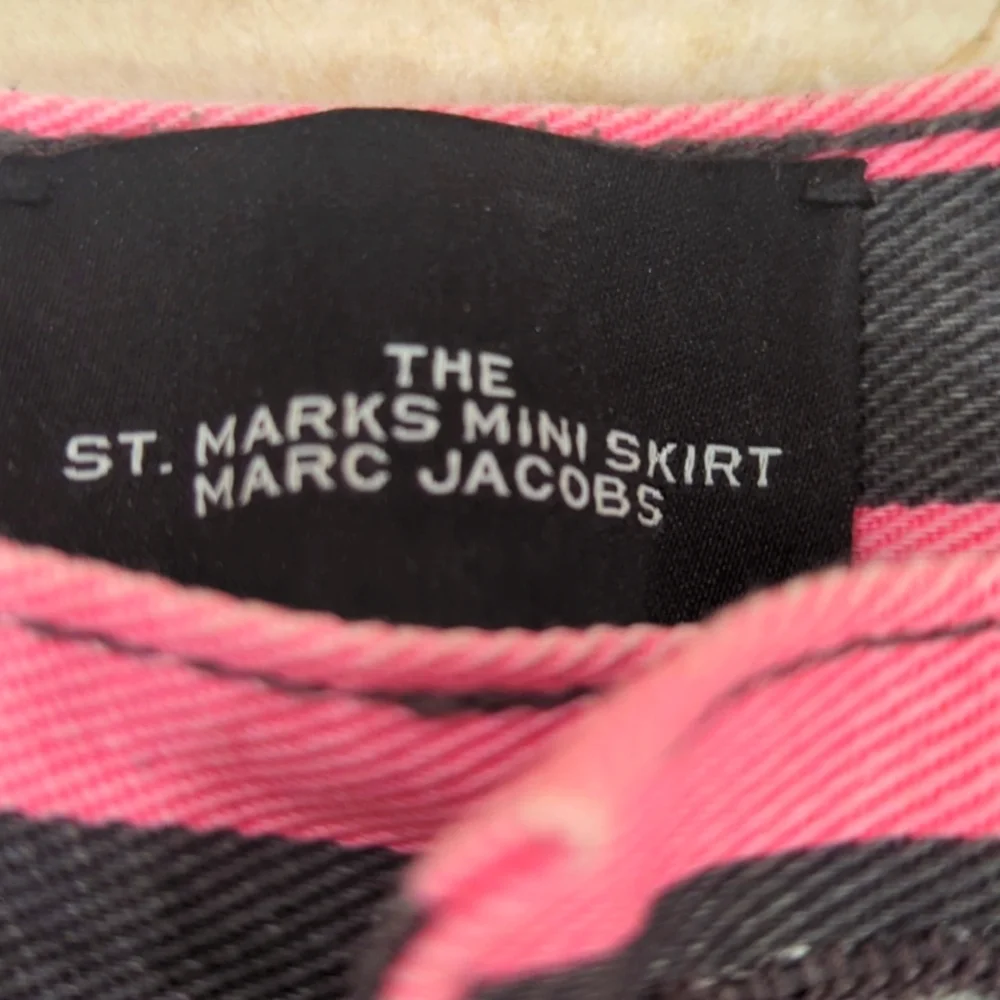 THE
ST. MARKS MINI SKIRT
MARC JACOBS